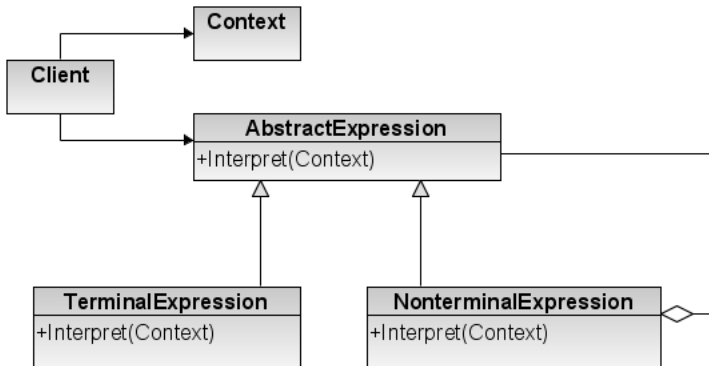 Context
Client
AbstractExpression
+Interpret(Context)
TerminalExpression
+Interpret(Context)
NonterminalExpression
+Interpret(Context)